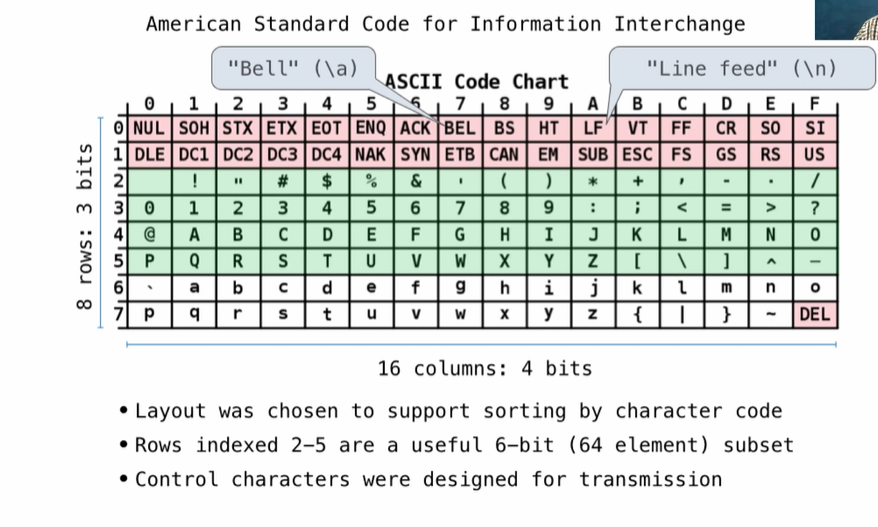 American Standard Code for Information Interchange
"Bell" (\a)
"Line feed" (\n)
ASCII Code Chart
0 1 2 3 4 5 6 7 8 9 A B C D E F
0 NUL SOH STX ETX EOT ENQ ACK BEL BS HT LF VT FF CR SO SI
1 DLE DC1 DC2 DC3 DC4 NAK SYN ETB CAN EM SUB ESC FS GS RS US
2 ! " # $ % & ' ( ) * + , - . /
3 0 1 2 3 4 5 6 7 8 9 : ; < = > ?
4 @ A B C D E F G H I J K L M N O
5 P Q R S T U V W X Y Z [ \ ] ^ _
6 ` a b c d e f g h i j k l m n o
7 p q r s t u v w x y z { | } ~ DEL
8 rows: 3 bits
16 columns: 4 bits
• Layout was chosen to support sorting by character code
• Rows indexed 2–5 are a useful 6–bit (64 element) subset
• Control characters were designed for transmission